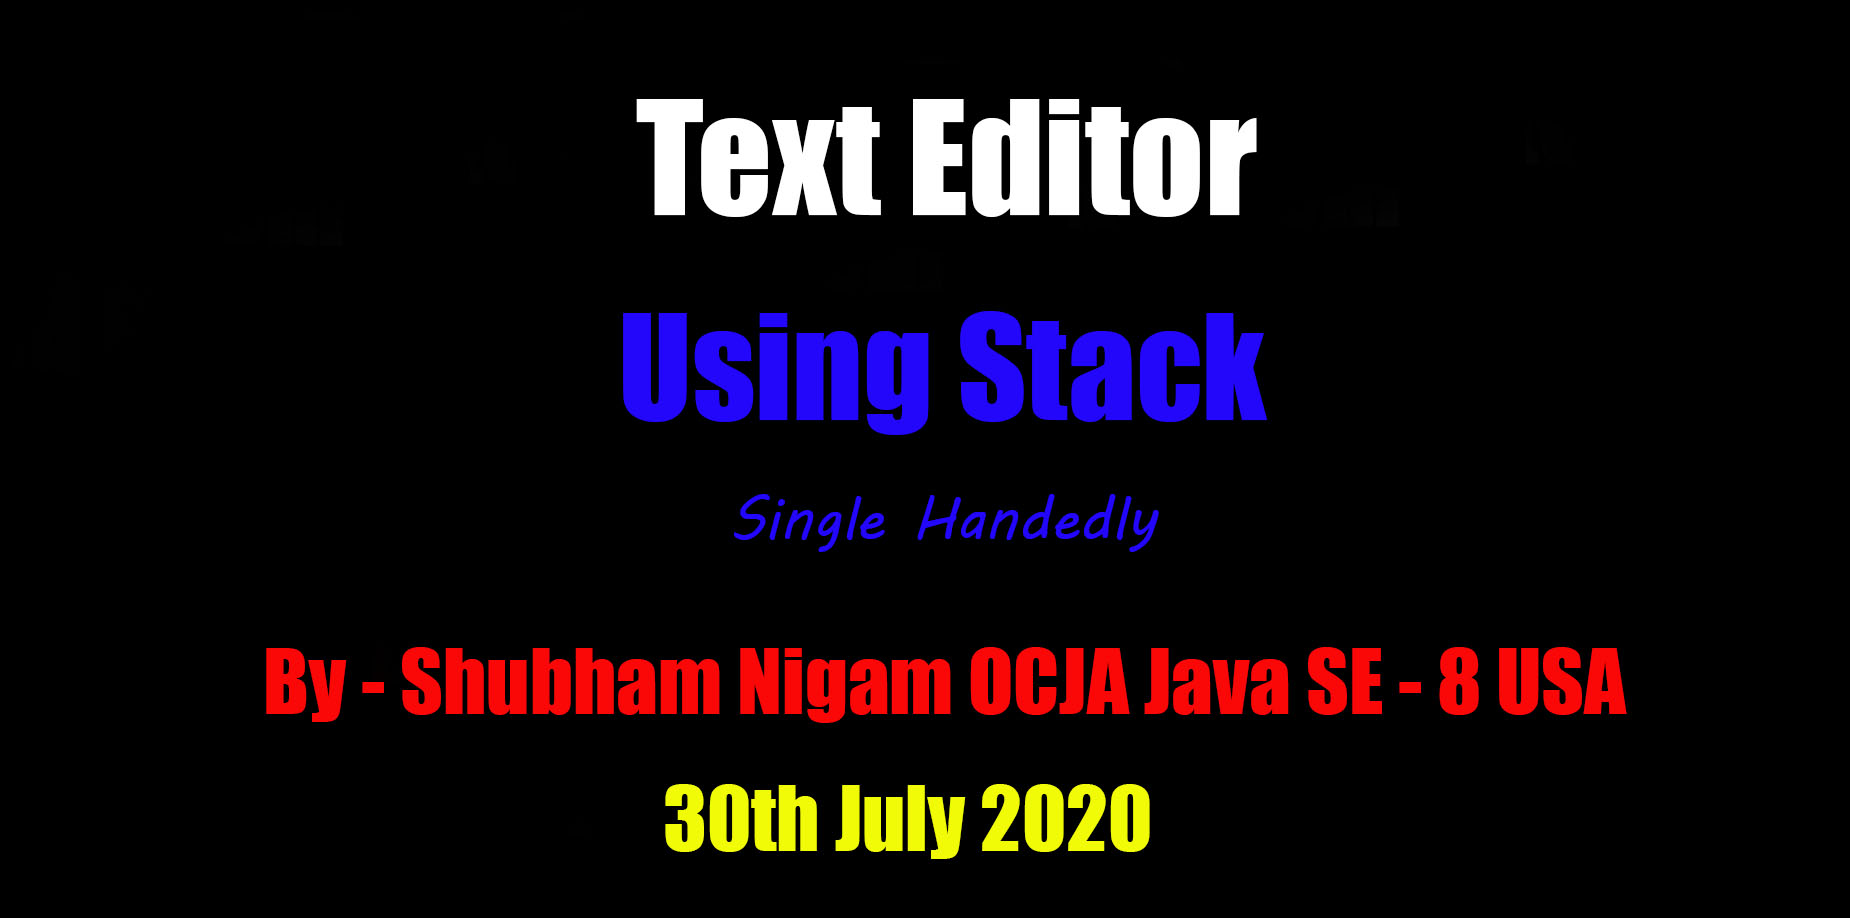 Text Editor
Using Stack
Single Handedly
By - Shubham Nigam OCJA Java SE - 8 USA
30th July 2020